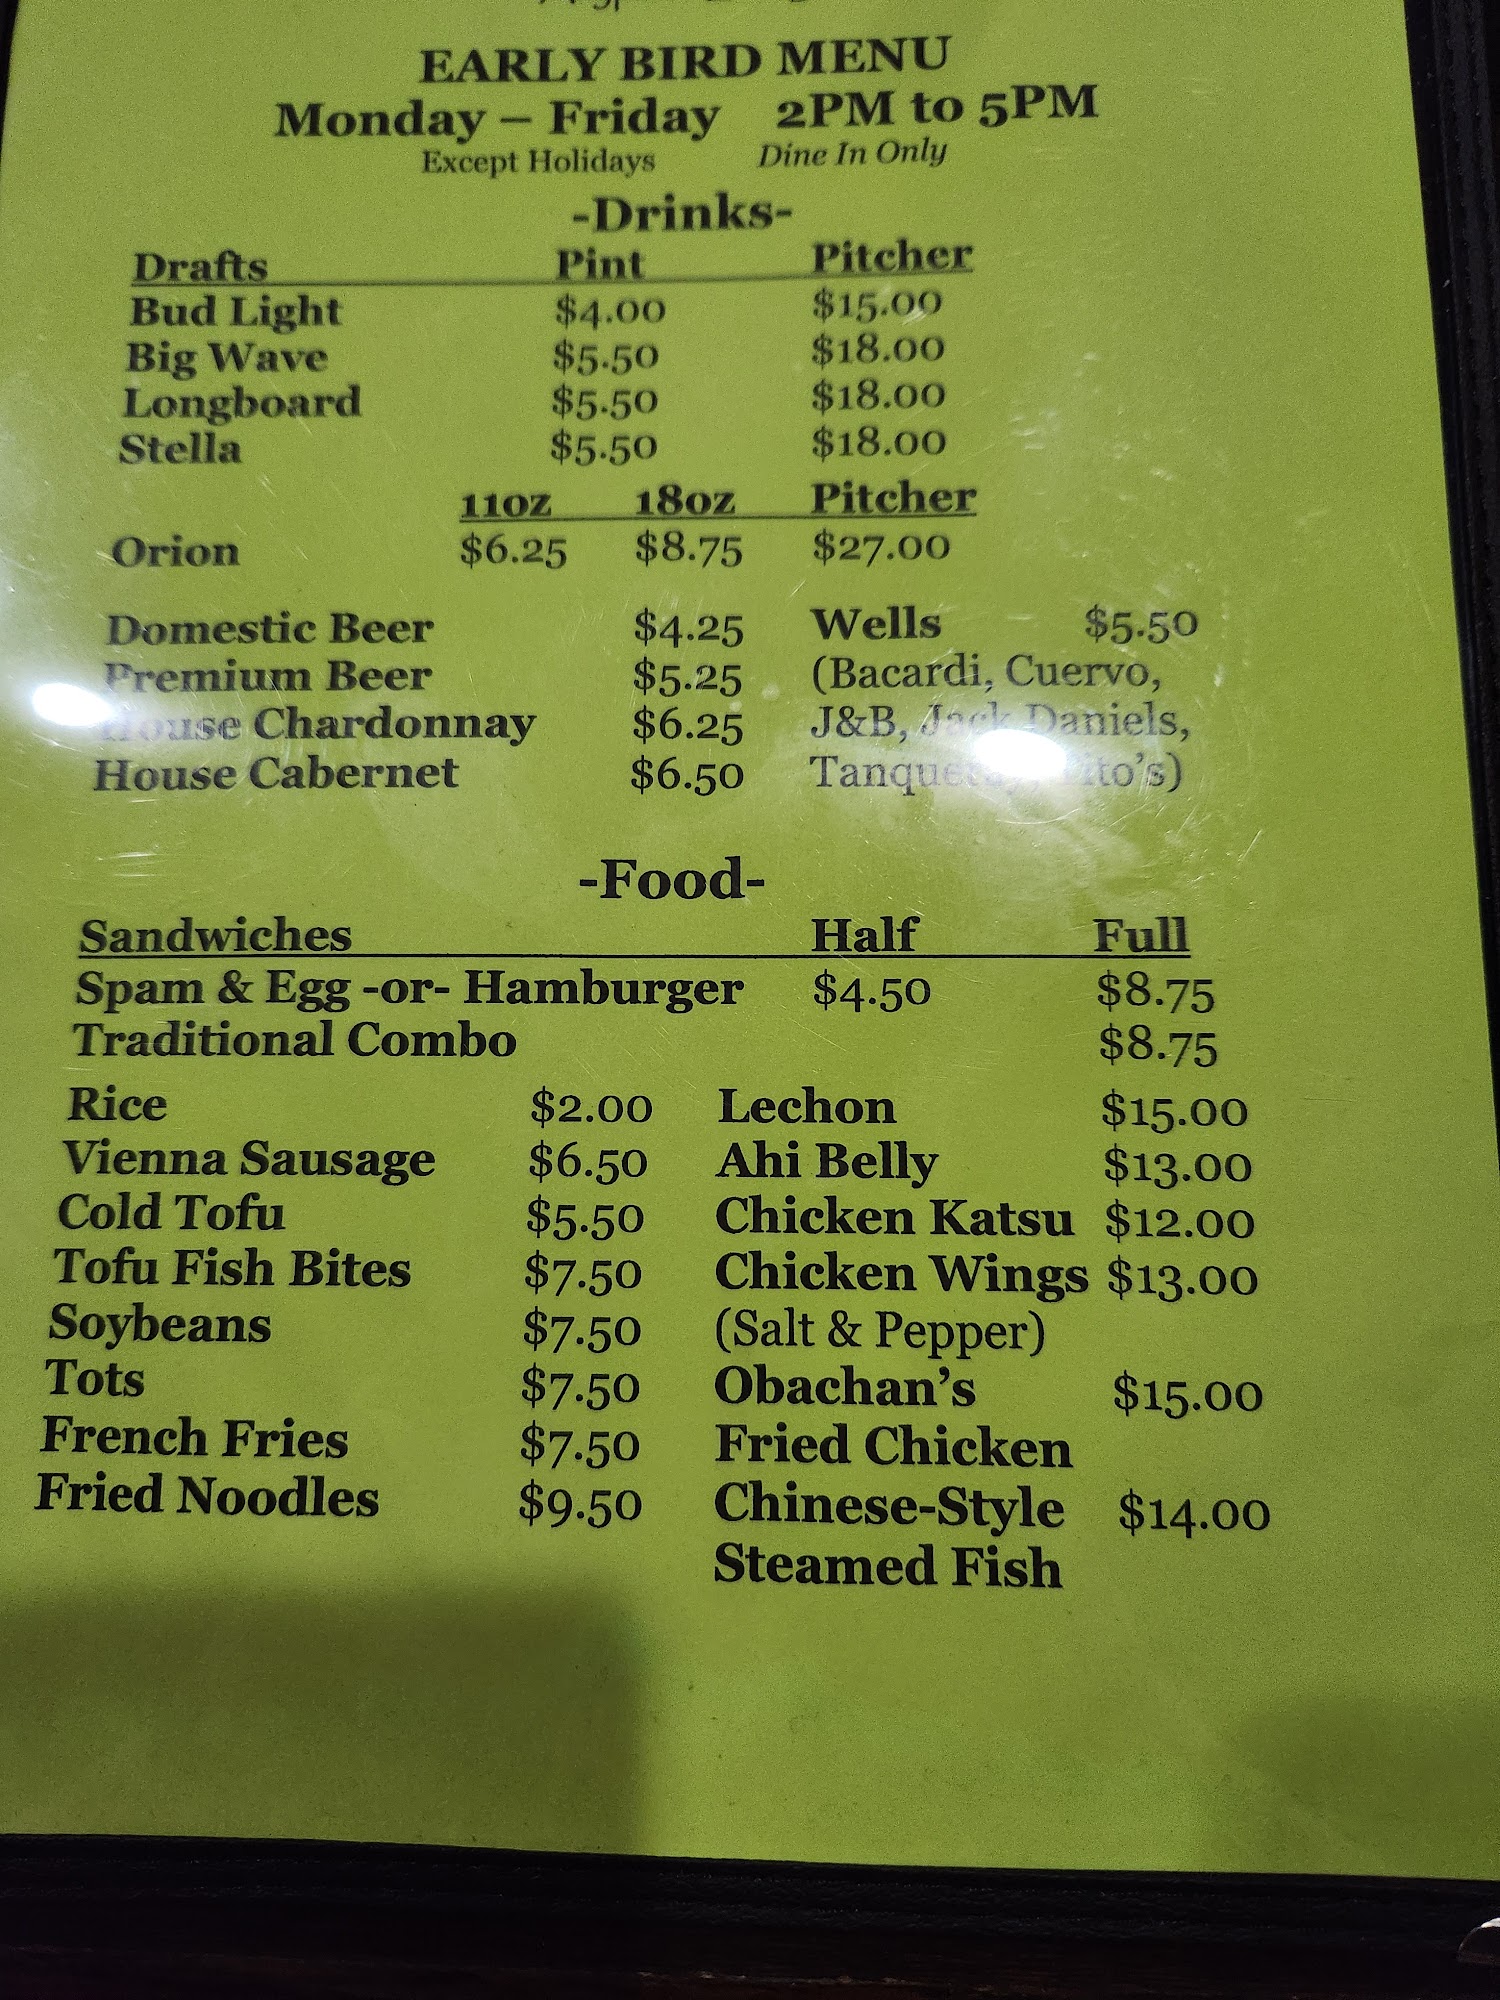 EARLY BIRD MENU
Monday – Friday 2PM to 5PM
Except Holidays Dine In Only
-Drinks-
Drafts Pint Pitcher
Bud Light $4.00 $15.00
Big Wave $5.50 $18.00
Longboard $5.50 $18.00
Stella $5.50 $18.00
11oz 18oz Pitcher
Orion $6.25 $8.75 $27.00
Domestic Beer $4.25 Wells $5.50
Premium Beer $5.25 (Bacardi, Cuervo,
House Chardonnay $6.25 J&B, Jack Daniels,
House Cabernet $6.50 Tanqueray,
-Food-
Sandwiches Half Full
Spam & Egg -or- Hamburger $4.50 $8.75
Traditional Combo $8.75
Rice $2.00 Lechon $15.00
Vienna Sausage $6.50 Ahi Belly $13.00
Cold Tofu $5.50 Chicken Katsu $12.00
Tofu Fish Bites $7.50 Chicken Wings $13.00
Soybeans $7.50 (Salt & Pepper)
Tots $7.50 Obachan's $15.00
French Fries $7.50 Fried Chicken
Fried Noodles $9.50 Chinese-Style $14.00
Steamed Fish